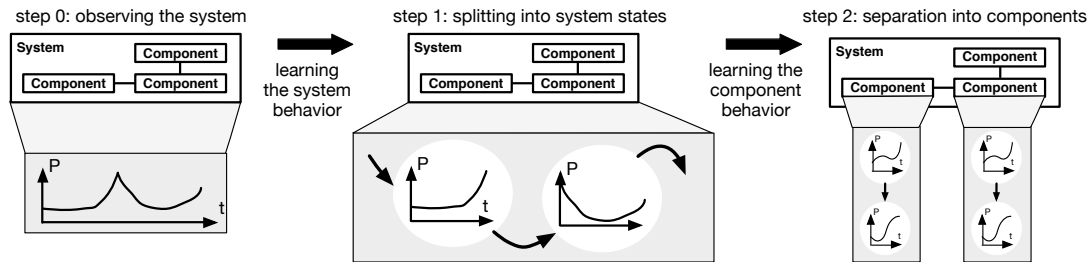 step 0: observing the system
System
Component
Component
Component
P
t
learning
the system
behavior
step 1: splitting into system states
System
Component
Component
Component
P
t
P
t
learning the
component
behavior
step 2: separation into components
System
Component
Component
Component
P
t
P
t
P
t
P
t